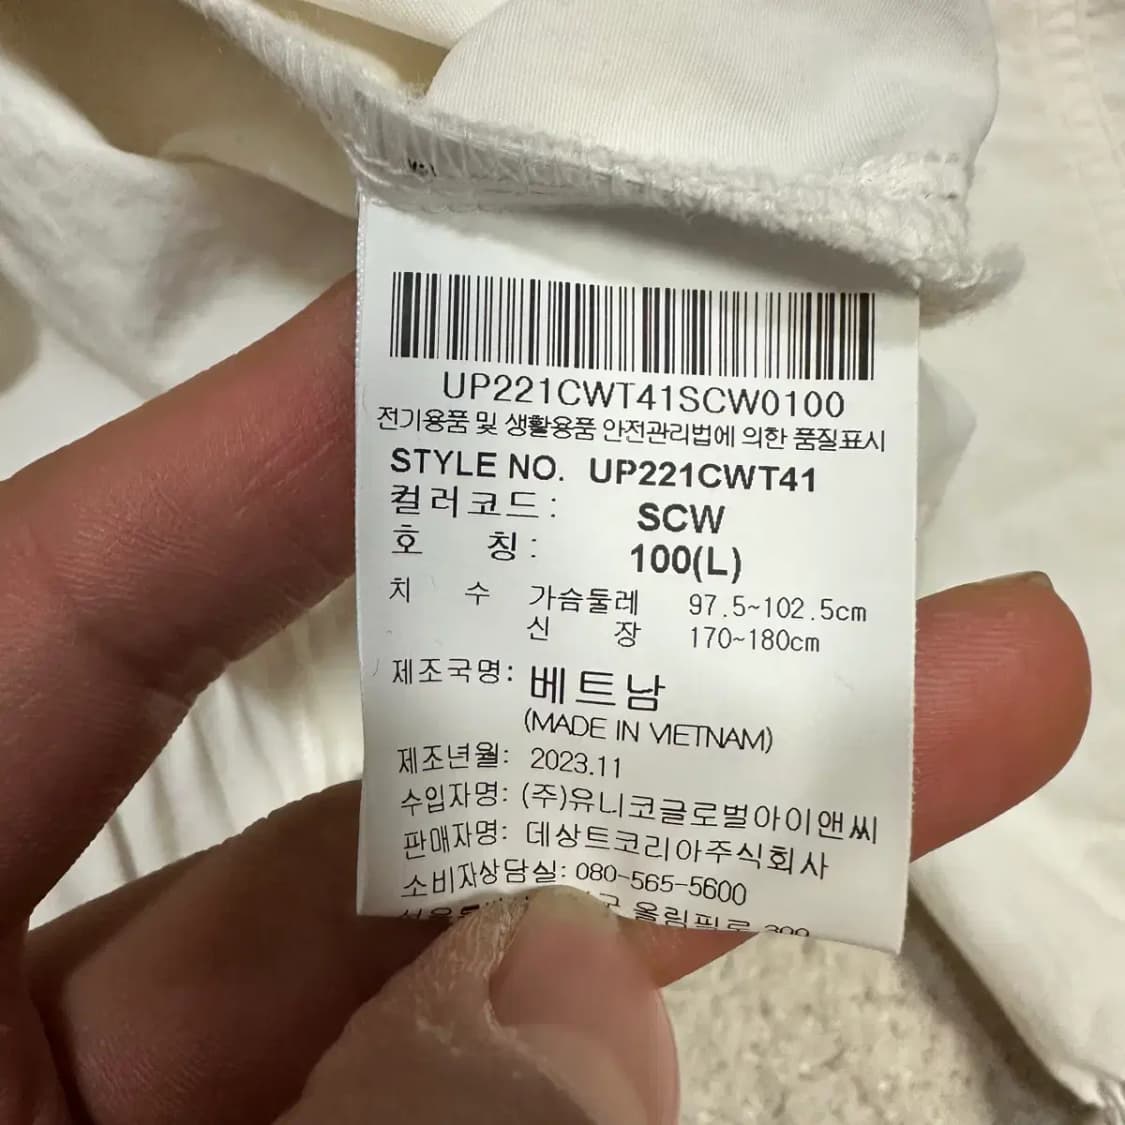 UP221CWT41SCW0100
전기용품 및 생활용품 안전관리법에 의한 품질표시
STYLE NO. UP221CWT41
컬러코드: SCW
호 칭: 100(L)
치 수 가슴둘레 97.5~102.5cm
신 장 170~180cm
제조국명: 베트남
(MADE IN VIETNAM)
제조년월: 2023.11
수입자명: (주)유니코글로벌아이앤씨
판매자명: 데상트코리아주식회사
소비자상담실: 080-565-5600
올림픽로 300